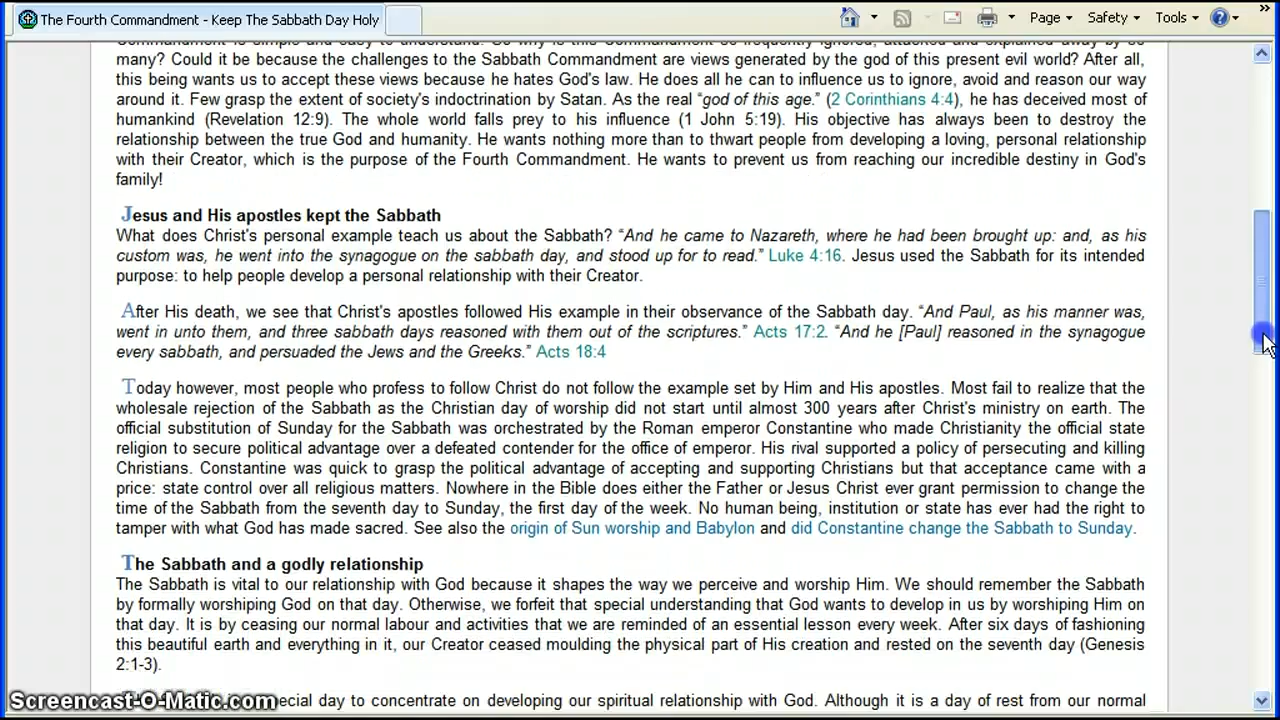 The Fourth Commandment - Keep The Sabbath Day Holy
Page Safety Tools
Commandment is simple and easy to understand. So why is this Commandment so frequently ignored, attacked and explained away by so
many? Could it be because the challenges to the Sabbath Commandment are views generated by the god of this present evil world? After all,
this being wants us to accept these views because he hates God's law. He does all he can to influence us to ignore, avoid and reason our way
around it. Few grasp the extent of society's indoctrination by Satan. As the real “god of this age.” (2 Corinthians 4:4), he has deceived most of
humankind (Revelation 12:9). The whole world falls prey to his influence (1 John 5:19). His objective has always been to destroy the
relationship between the true God and humanity. He wants nothing more than to thwart people from developing a loving, personal relationship
with their Creator, which is the purpose of the Fourth Commandment. He wants to prevent us from reaching our incredible destiny in God's
family!
Jesus and His apostles kept the Sabbath
What does Christ's personal example teach us about the Sabbath? “And he came to Nazareth, where he had been brought up: and, as his
custom was, he went into the synagogue on the sabbath day, and stood up for to read.” Luke 4:16. Jesus used the Sabbath for its intended
purpose: to help people develop a personal relationship with their Creator.
After His death, we see that Christ's apostles followed His example in their observance of the Sabbath day. “And Paul, as his manner was,
went in unto them, and three sabbath days reasoned with them out of the scriptures.” Acts 17:2. “And he [Paul] reasoned in the synagogue
every sabbath, and persuaded the Jews and the Greeks.” Acts 18:4
Today however, most people who profess to follow Christ do not follow the example set by Him and His apostles. Most fail to realize that the
wholesale rejection of the Sabbath as the Christian day of worship did not start until almost 300 years after Christ's ministry on earth. The
official substitution of Sunday for the Sabbath was orchestrated by the Roman emperor Constantine who made Christianity the official state
religion to secure political advantage over a defeated contender for the office of emperor. His rival supported a policy of persecuting and killing
Christians. Constantine was quick to grasp the political advantage of accepting and supporting Christians but that acceptance came with a
price: state control over all religious matters. Nowhere in the Bible does either the Father or Jesus Christ ever grant permission to change the
time of the Sabbath from the seventh day to Sunday, the first day of the week. No human being, institution or state has ever had the right to
tamper with what God has made sacred. See also the origin of Sun worship and Babylon and did Constantine change the Sabbath to Sunday.
The Sabbath and a godly relationship
The Sabbath is vital to our relationship with God because it shapes the way we perceive and worship Him. We should remember the Sabbath
by formally worshiping God on that day. Otherwise, we forfeit that special understanding that God wants to develop in us by worshiping Him on
that day. It is by ceasing our normal labour and activities that we are reminded of an essential lesson every week. After six days of fashioning
this beautiful earth and everything in it, our Creator ceased moulding the physical part of His creation and rested on the seventh day (Genesis
2:1-3).
special day to concentrate on developing our spiritual relationship with God. Although it is a day of rest from our normal
Screencast-O-Matic.com